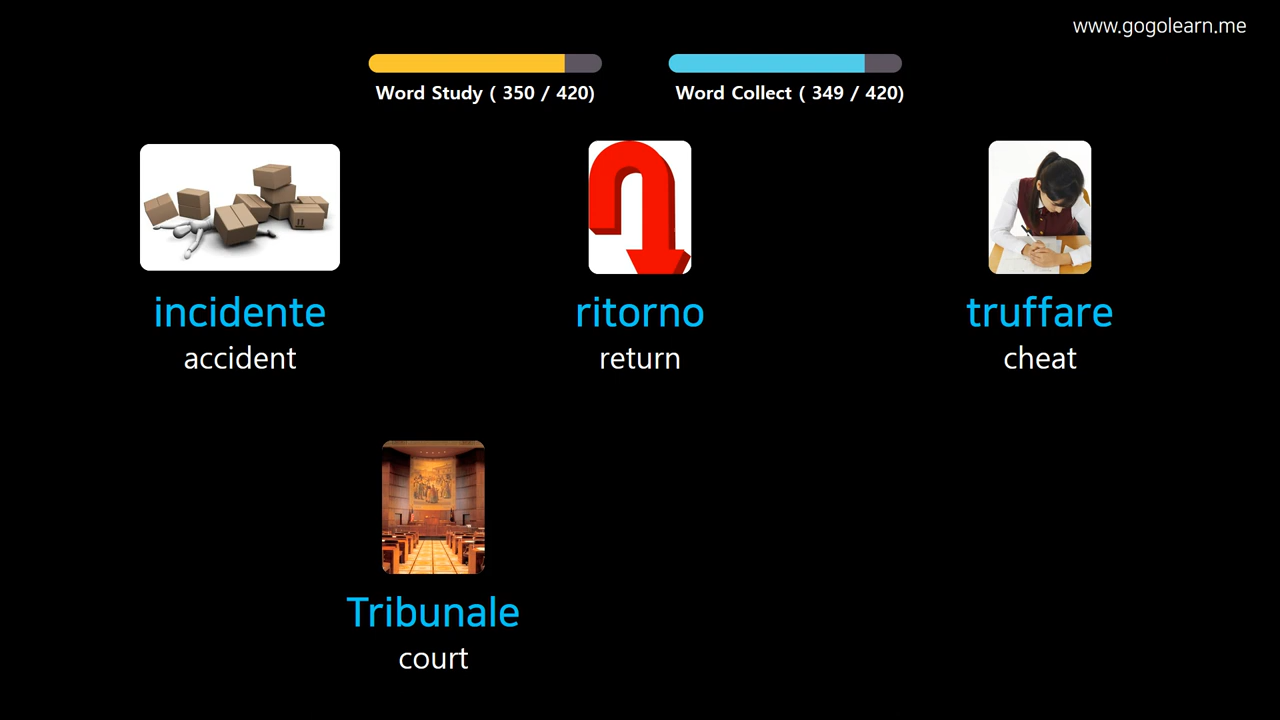 www.gogolearn.me
Word Study ( 350 / 420)
Word Collect ( 349 / 420)
incidente
accident
ritorno
return
truffare
cheat
Tribunale
court